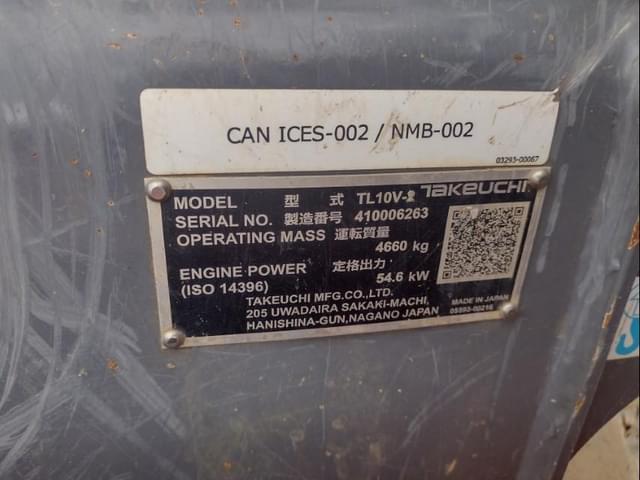 CAN ICES-002 / NMB-002
03293-00067
TAKEUCHI
MODEL 型 式 TL10V-2
SERIAL NO. 製造番号 410006263
OPERATING MASS 運転質量
4660 kg
ENGINE POWER 定格出力
(ISO 14396) 54.6 kW
TAKEUCHI MFG.CO.,LTD.
205 UWADAIRA SAKAKI-MACHI,
HANISHINA-GUN,NAGANO JAPAN
MADE IN JAPAN
05593-00216